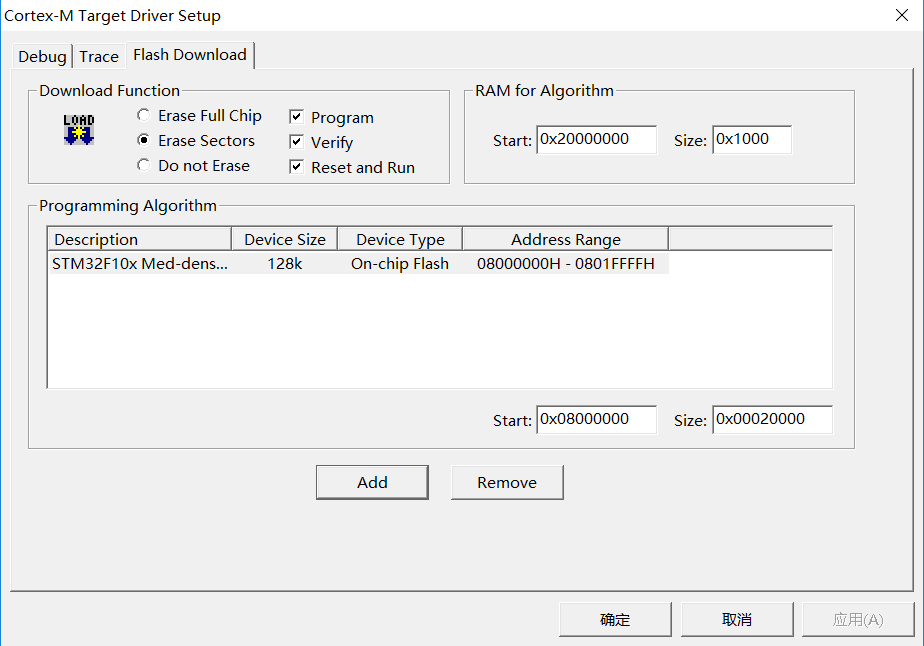 Cortex-M Target Driver Setup
Debug Trace Flash Download
Download Function
LOAD
Erase Full Chip
Erase Sectors
Do not Erase
Program
Verify
Reset and Run
RAM for Algorithm
Start: 0x20000000 Size: 0x1000
Programming Algorithm
Description Device Size Device Type Address Range
STM32F10x Med-dens... 128k On-chip Flash 08000000H - 0801FFFFH
Start: 0x08000000 Size: 0x00020000
Add Remove
确定 取消 应用(A)